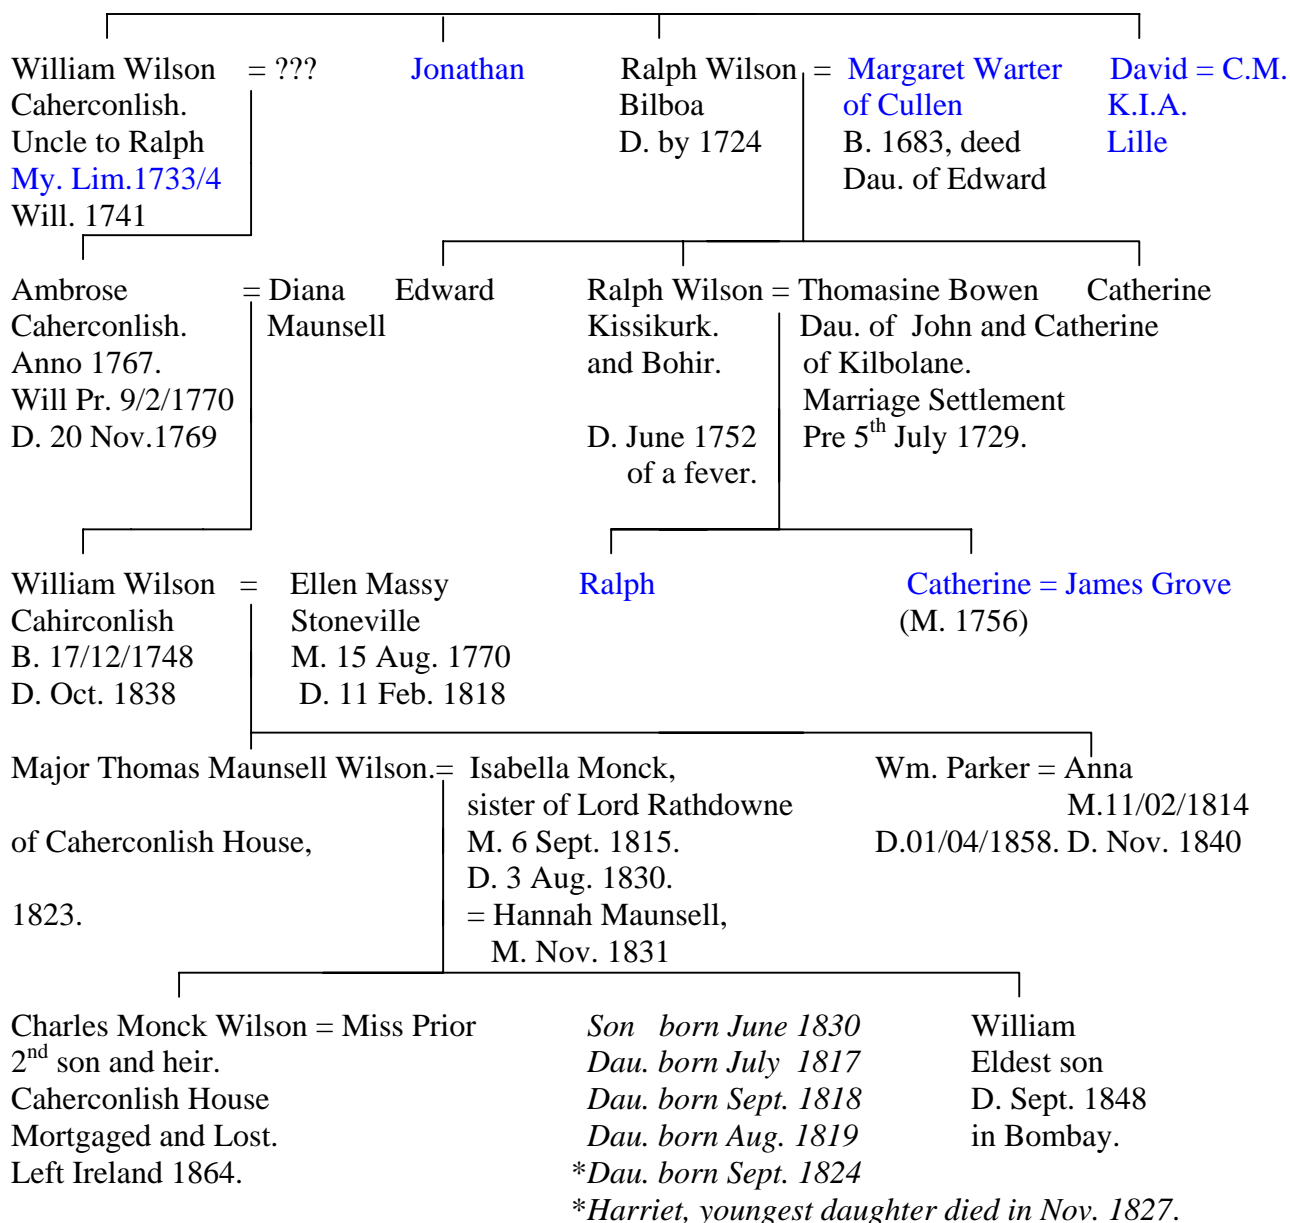 William Wilson = ??? Jonathan Ralph Wilson = Margaret Warter David = C.M.
Caherconlish. Bilboa of Cullen K.I.A.
Uncle to Ralph D. by 1724 B. 1683, deed Lille
My. Lim.1733/4 Dau. of Edward
Will. 1741
Ambrose = Diana Edward Ralph Wilson = Thomasine Bowen Catherine
Caherconlish. Maunsell Kissikurk. Dau. of John and Catherine
Anno 1767. and Bohir. of Kilbolane.
Will Pr. 9/2/1770 Marriage Settlement
D. 20 Nov.1769 D. June 1752 Pre 5th July 1729.
of a fever.
William Wilson = Ellen Massy Ralph Catherine = James Grove
Cahirconlish Stoneville (M. 1756)
B. 17/12/1748 M. 15 Aug. 1770
D. Oct. 1838 D. 11 Feb. 1818
Major Thomas Maunsell Wilson.= Isabella Monck, Wm. Parker = Anna
sister of Lord Rathdowne M.11/02/1814
of Caherconlish House, M. 6 Sept. 1815. D.01/04/1858. D. Nov. 1840
D. 3 Aug. 1830.
1823. = Hannah Maunsell,
M. Nov. 1831
Charles Monck Wilson = Miss Prior Son born June 1830 William
2nd son and heir. Dau. born July 1817 Eldest son
Caherconlish House Dau. born Sept. 1818 D. Sept. 1848
Mortgaged and Lost. Dau. born Aug. 1819 in Bombay.
Left Ireland 1864. *Dau. born Sept. 1824
*Harriet, youngest daughter died in Nov. 1827.